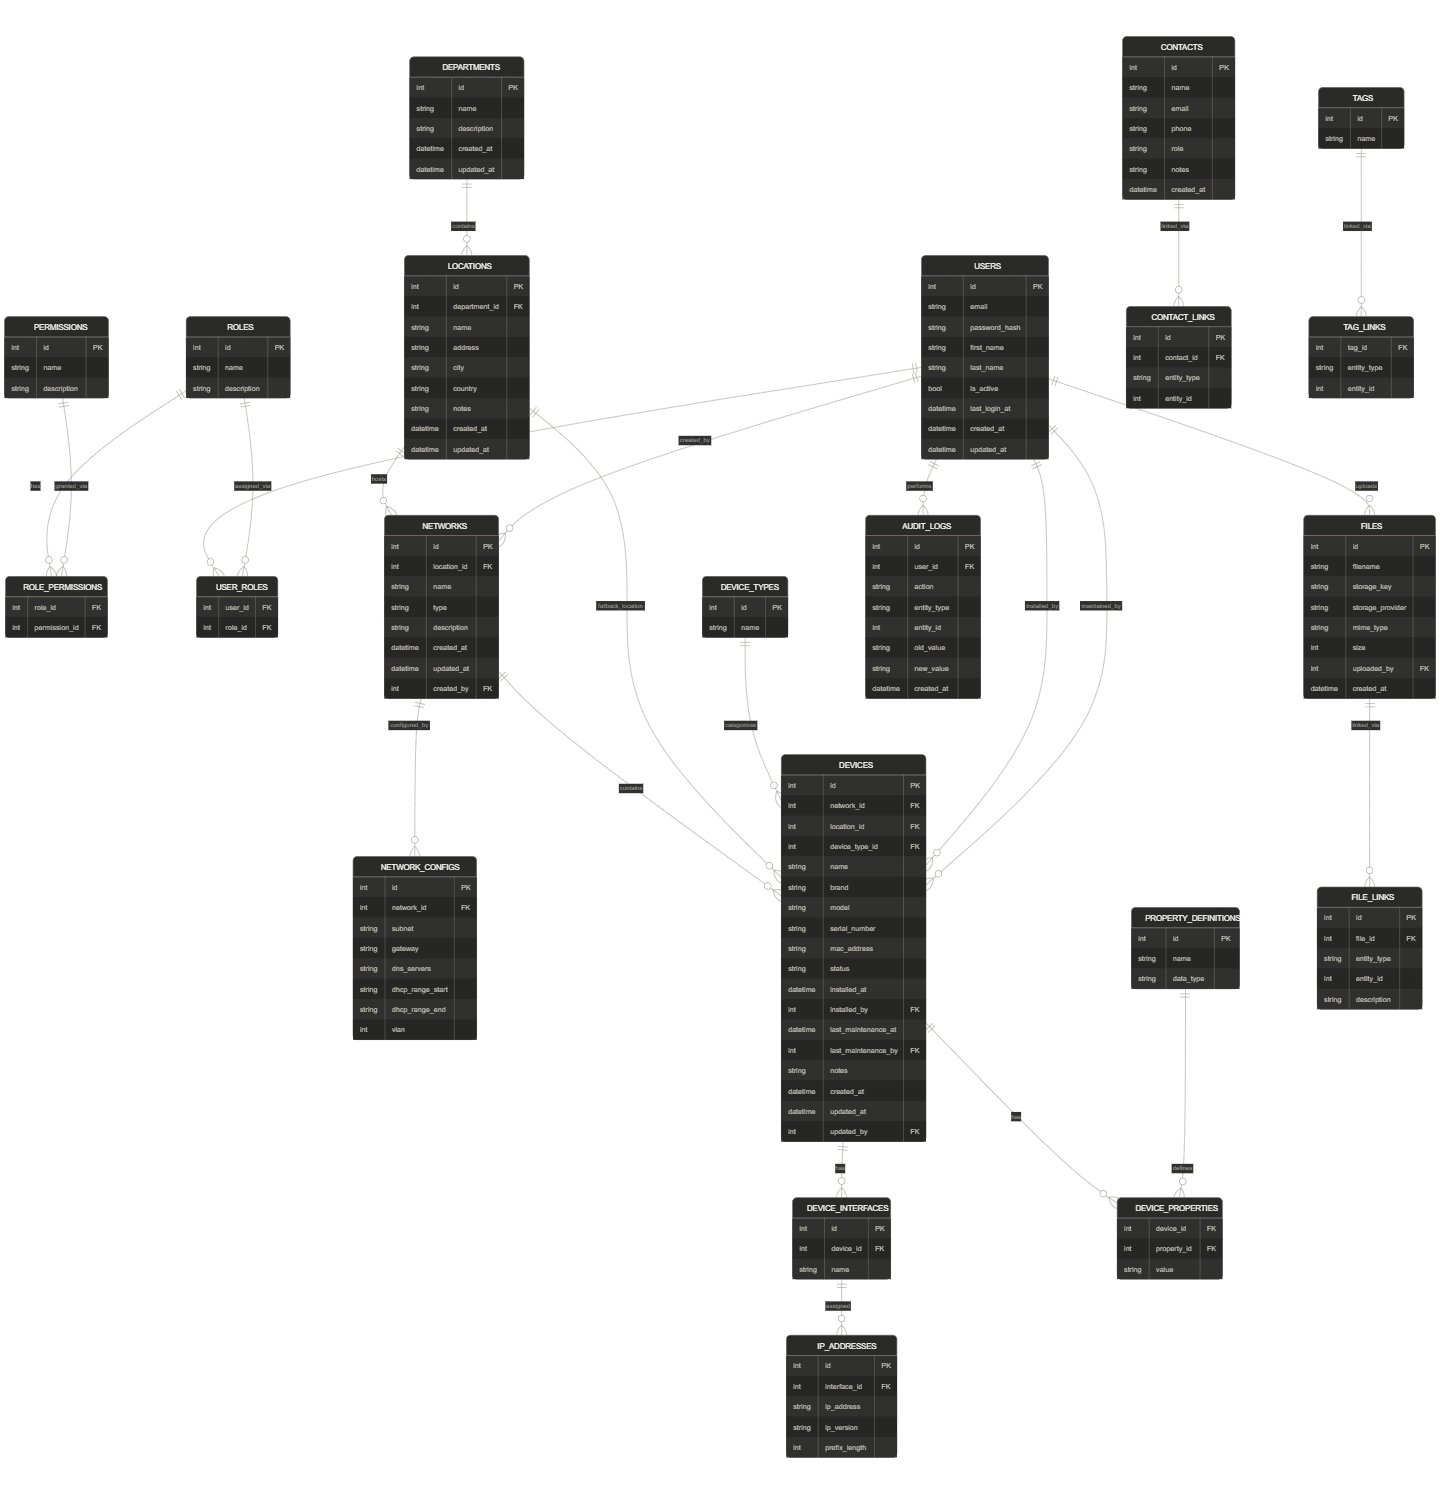 DEPARTMENTS
int id PK
string name
string description
datetime created_at
datetime updated_at
contains
CONTACTS
int id PK
string name
string email
string phone
string role
string notes
datetime created_at
linked_via
TAGS
int id PK
string name
linked_via
LOCATIONS
int id PK
int department_id FK
string name
string address
string city
string country
string notes
datetime created_at
datetime updated_at
USERS
int id PK
string email
string password_hash
string first_name
string last_name
bool is_active
datetime last_login_at
datetime created_at
datetime updated_at
CONTACT_LINKS
int id PK
int contact_id FK
string entity_type
int entity_id
TAG_LINKS
int tag_id FK
string entity_type
int entity_id
PERMISSIONS
int id PK
string name
string description
ROLES
int id PK
string name
string description
created_by
hosts
has
granted_via
assigned_via
performs
uploads
NETWORKS
int id PK
int location_id FK
string name
string type
string description
datetime created_at
datetime updated_at
int created_by FK
AUDIT_LOGS
int id PK
int user_id FK
string action
string entity_type
int entity_id
string old_value
string new_value
datetime created_at
FILES
int id PK
string filename
string storage_key
string storage_provider
string mime_type
int size
int uploaded_by FK
datetime created_at
ROLE_PERMISSIONS
int role_id FK
int permission_id FK
USER_ROLES
int user_id FK
int role_id FK
DEVICE_TYPES
int id PK
string name
fallback_location
installed_by
maintained_by
configured_by
categorizes
linked_via
contains
DEVICES
int id PK
int network_id FK
int location_id FK
int device_type_id FK
string name
string brand
string model
string serial_number
string mac_address
string status
datetime installed_at
int installed_by FK
datetime last_maintenance_at
int last_maintenance_by FK
string notes
datetime created_at
datetime updated_at
int updated_by FK
NETWORK_CONFIGS
int id PK
int network_id FK
string subnet
string gateway
string dns_servers
string dhcp_range_start
string dhcp_range_end
int vlan
FILE_LINKS
int id PK
int file_id FK
string entity_type
int entity_id
string description
PROPERTY_DEFINITIONS
int id PK
string name
string data_type
has
has
defines
DEVICE_INTERFACES
int id PK
int device_id FK
string name
DEVICE_PROPERTIES
int device_id FK
int property_id FK
string value
assigned
IP_ADDRESSES
int id PK
int interface_id FK
string ip_address
string ip_version
int prefix_length